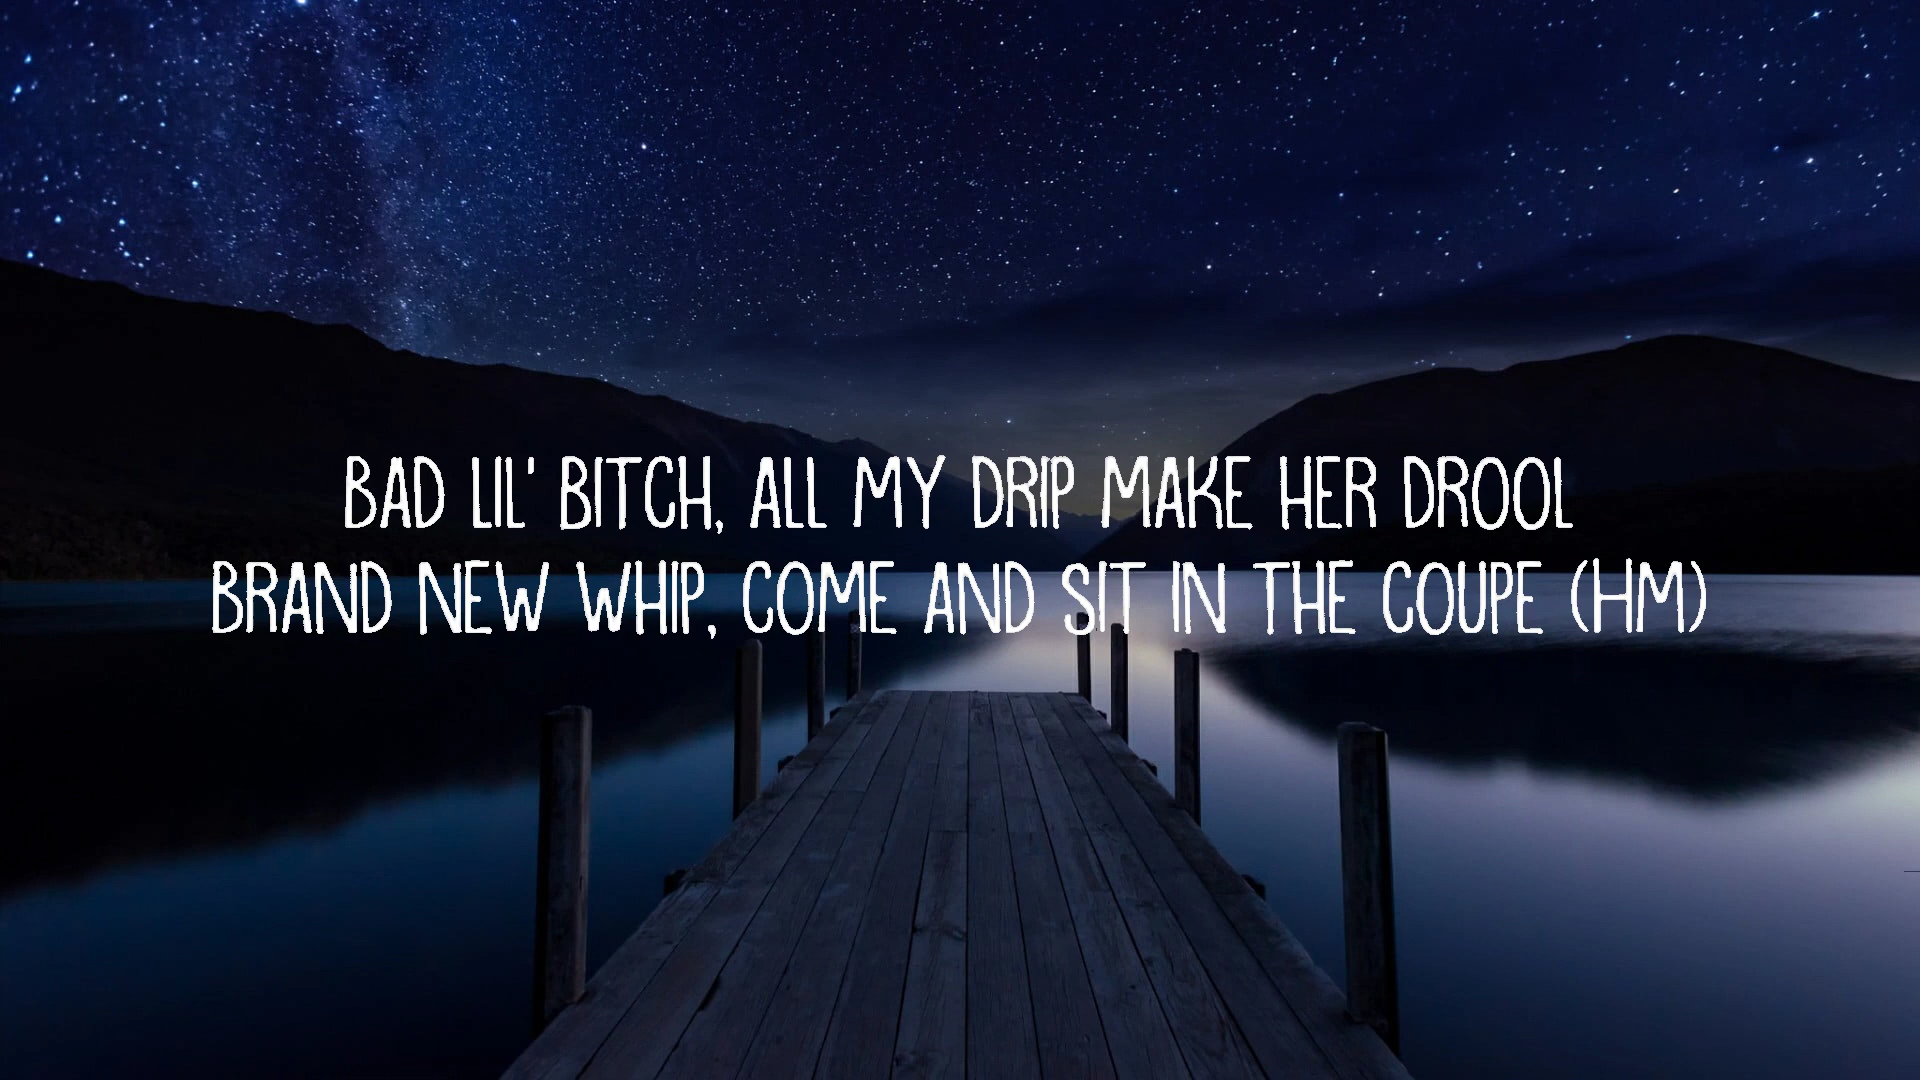 BAD LIL' BITCH, ALL MY DRIP MAKE HER DROOL
BRAND NEW WHIP, COME AND SIT IN THE COUPE (HM)